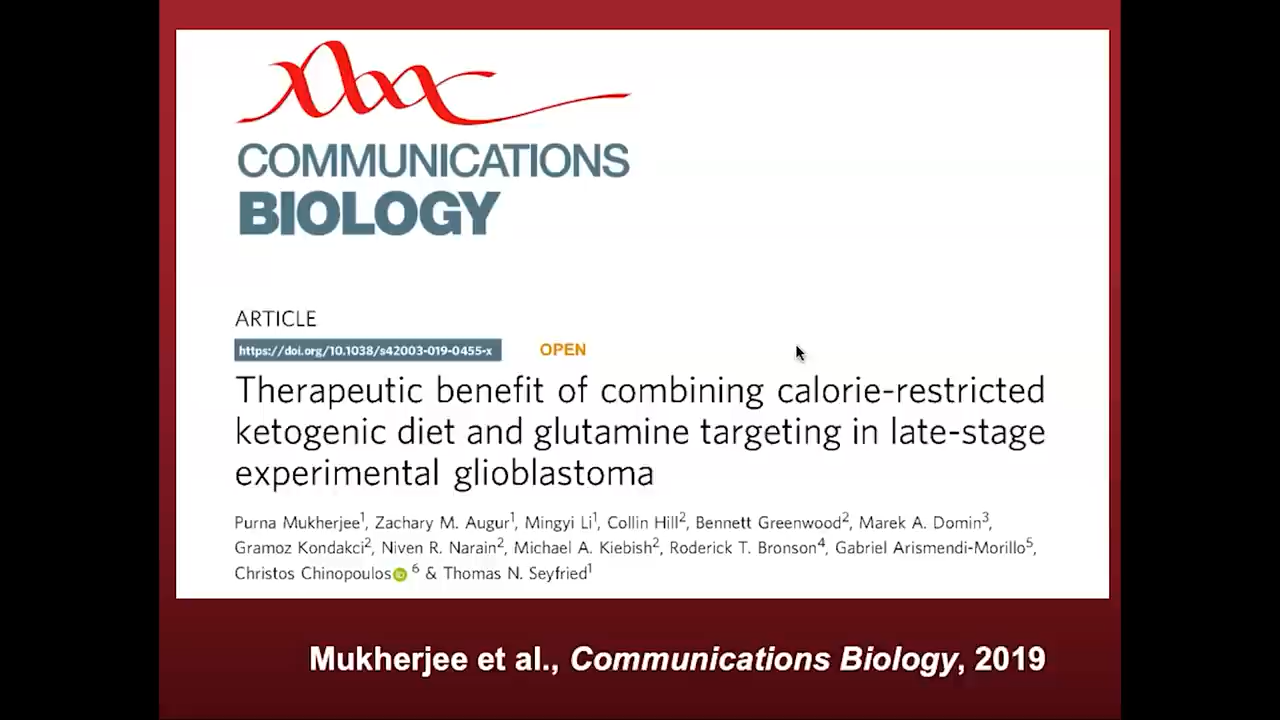 COMMUNICATIONS
BIOLOGY
ARTICLE
https://doi.org/10.1038/s42003-019-0455-x OPEN
Therapeutic benefit of combining calorie-restricted
ketogenic diet and glutamine targeting in late-stage
experimental glioblastoma
Purna Mukherjee1, Zachary M. Augur1, Mingyi Li1, Collin Hill2, Bennett Greenwood2, Marek A. Domin3,
Gramoz Kondakci2, Niven R. Narain2, Michael A. Kiebish2, Roderick T. Bronson4, Gabriel Arismendi-Morillo5,
Christos Chinopoulos iD 6 & Thomas N. Seyfried1
Mukherjee et al., Communications Biology, 2019